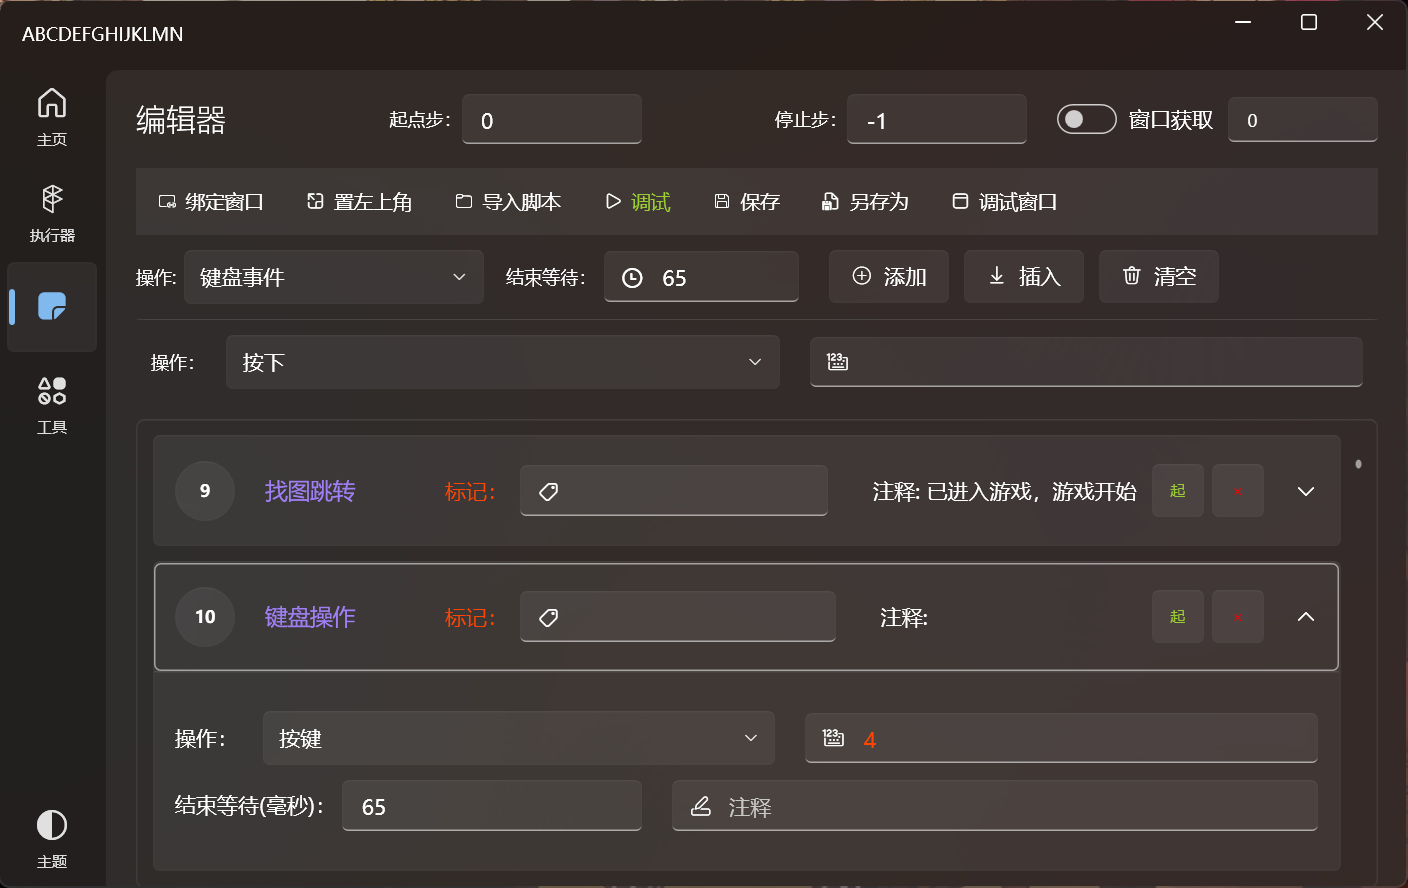 ABCDEFGHIJKLMN
主页
执行器
工具
主题
编辑器
起点步: 0
停止步: -1
窗口获取 0
绑定窗口 置左上角 导入脚本 调试 保存 另存为 调试窗口
操作: 键盘事件 结束等待: 65 添加 插入 清空
操作: 按下
9 找图跳转 标记: 注释: 已进入游戏，游戏开始 起 ×
10 键盘操作 标记: 注释: 起 ×
操作: 按键 4
结束等待(毫秒): 65 注释